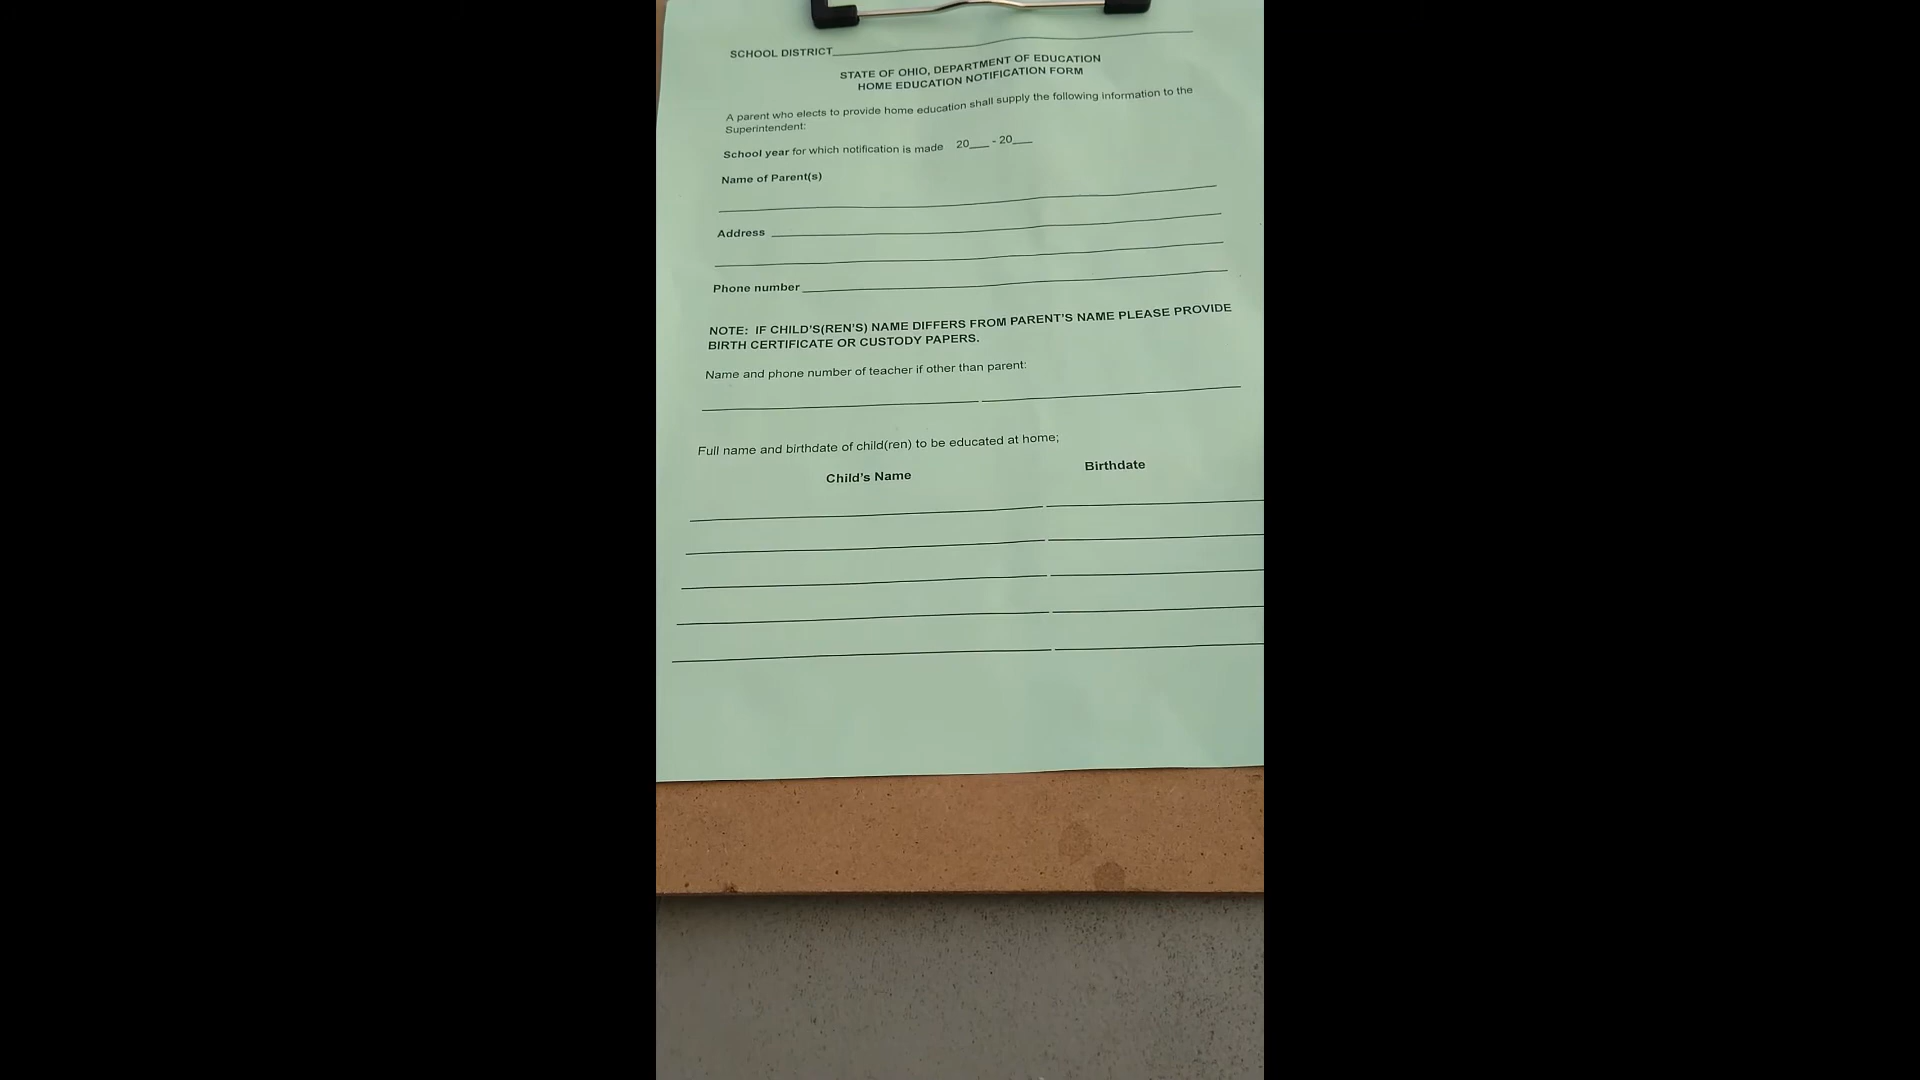 SCHOOL DISTRICT
STATE OF OHIO, DEPARTMENT OF EDUCATION
HOME EDUCATION NOTIFICATION FORM
A parent who elects to provide home education shall supply the following information to the
Superintendent:
School year for which notification is made 20___ - 20___
Name of Parent(s)
Address
Phone number
NOTE: IF CHILD'S(REN'S) NAME DIFFERS FROM PARENT'S NAME PLEASE PROVIDE
BIRTH CERTIFICATE OR CUSTODY PAPERS.
Name and phone number of teacher if other than parent:
Full name and birthdate of child(ren) to be educated at home;
Child's Name Birthdate